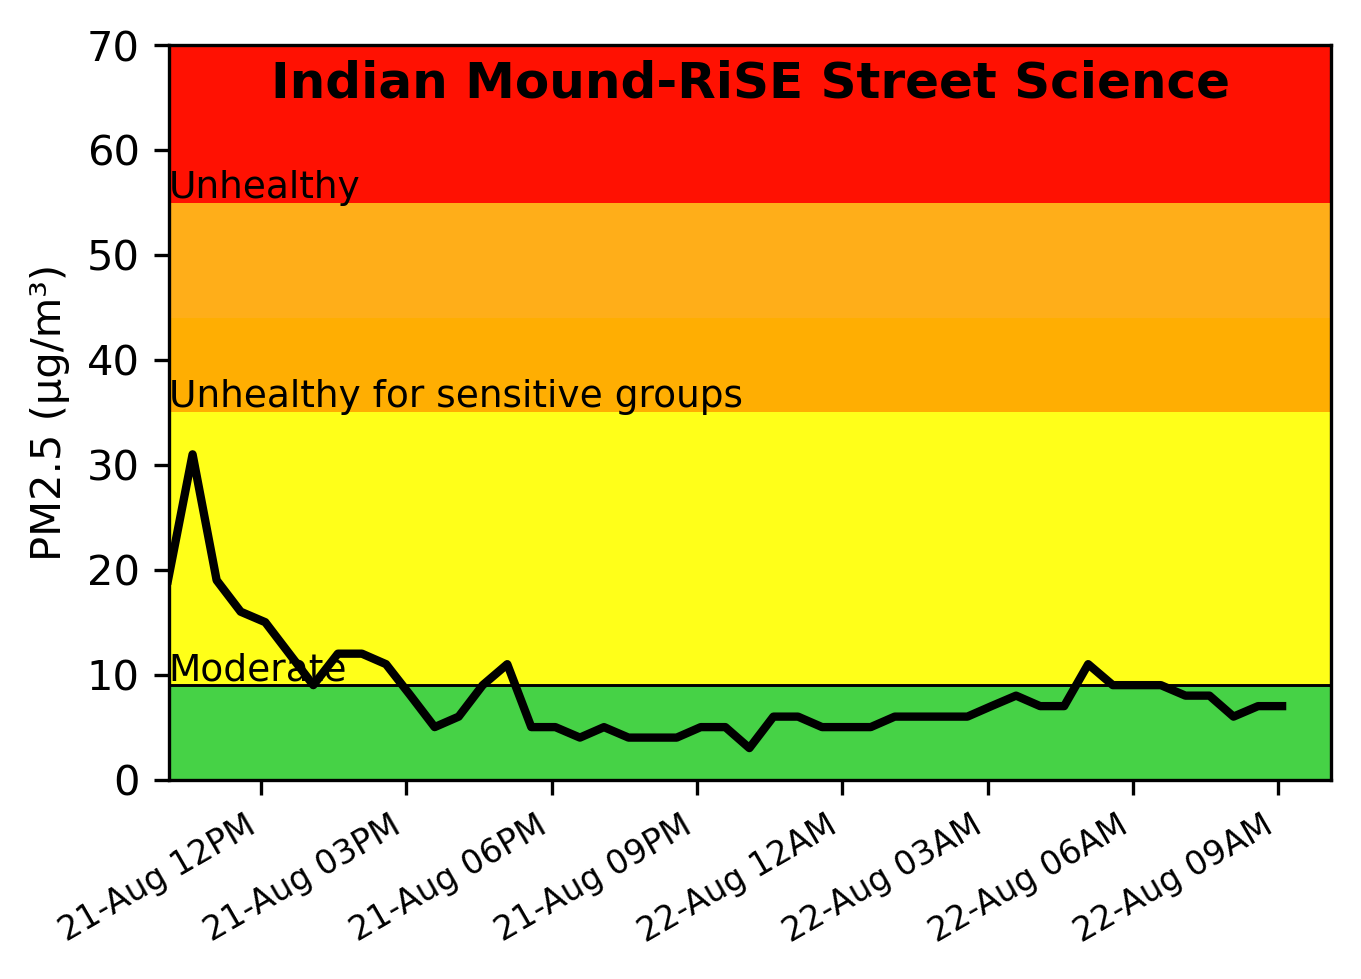 Indian Mound-RiSE Street Science
70
60
50
40
30
20
10
0
PM2.5 (µg/m³)
Unhealthy
Unhealthy for sensitive groups
Moderate
21-Aug 12PM
21-Aug 03PM
21-Aug 06PM
21-Aug 09PM
22-Aug 12AM
22-Aug 03AM
22-Aug 06AM
22-Aug 09AM